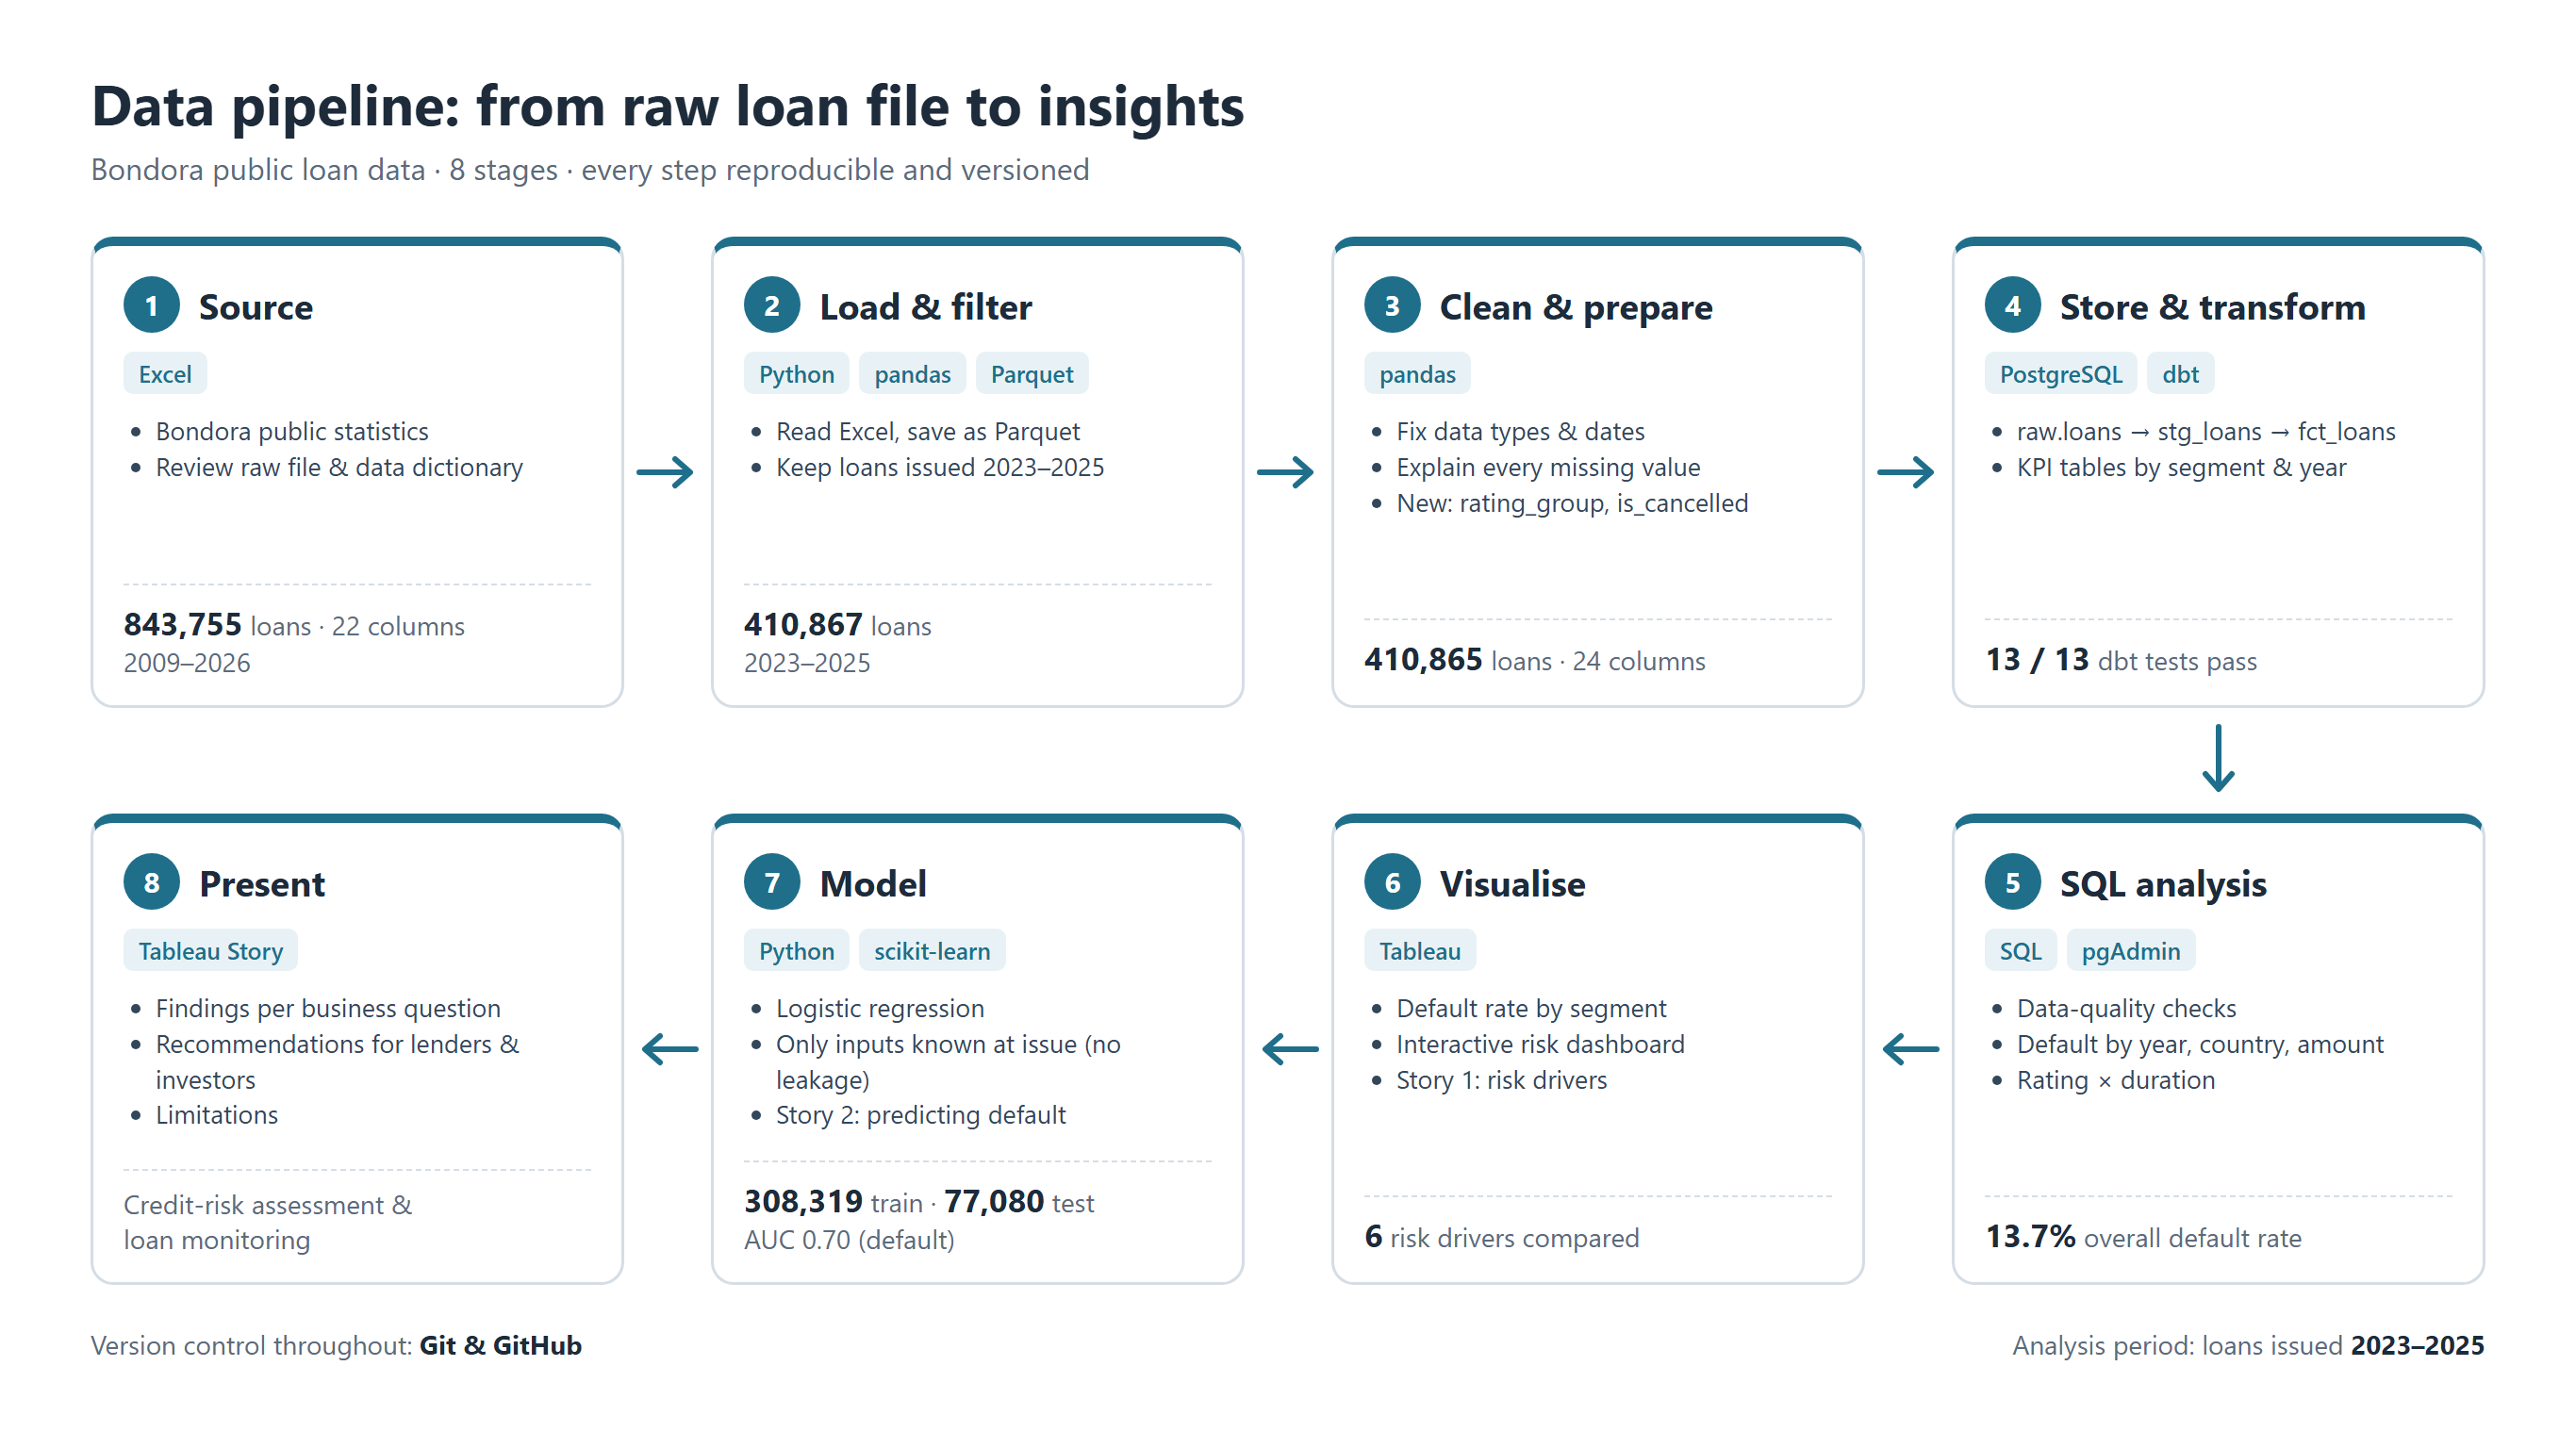 Data pipeline: from raw loan file to insights
Bondora public loan data · 8 stages · every step reproducible and versioned
1 Source
Excel
• Bondora public statistics
• Review raw file & data dictionary
843,755 loans · 22 columns
2009–2026
2 Load & filter
Python pandas Parquet
• Read Excel, save as Parquet
• Keep loans issued 2023–2025
410,867 loans
2023–2025
3 Clean & prepare
pandas
• Fix data types & dates
• Explain every missing value
• New: rating_group, is_cancelled
410,865 loans · 24 columns
4 Store & transform
PostgreSQL dbt
• raw.loans → stg_loans → fct_loans
• KPI tables by segment & year
13 / 13 dbt tests pass
5 SQL analysis
SQL pgAdmin
• Data-quality checks
• Default by year, country, amount
• Rating × duration
13.7% overall default rate
6 Visualise
Tableau
• Default rate by segment
• Interactive risk dashboard
• Story 1: risk drivers
6 risk drivers compared
7 Model
Python scikit-learn
• Logistic regression
• Only inputs known at issue (no
leakage)
• Story 2: predicting default
308,319 train · 77,080 test
AUC 0.70 (default)
8 Present
Tableau Story
• Findings per business question
• Recommendations for lenders &
investors
• Limitations
Credit-risk assessment &
loan monitoring
Version control throughout: Git & GitHub
Analysis period: loans issued 2023–2025